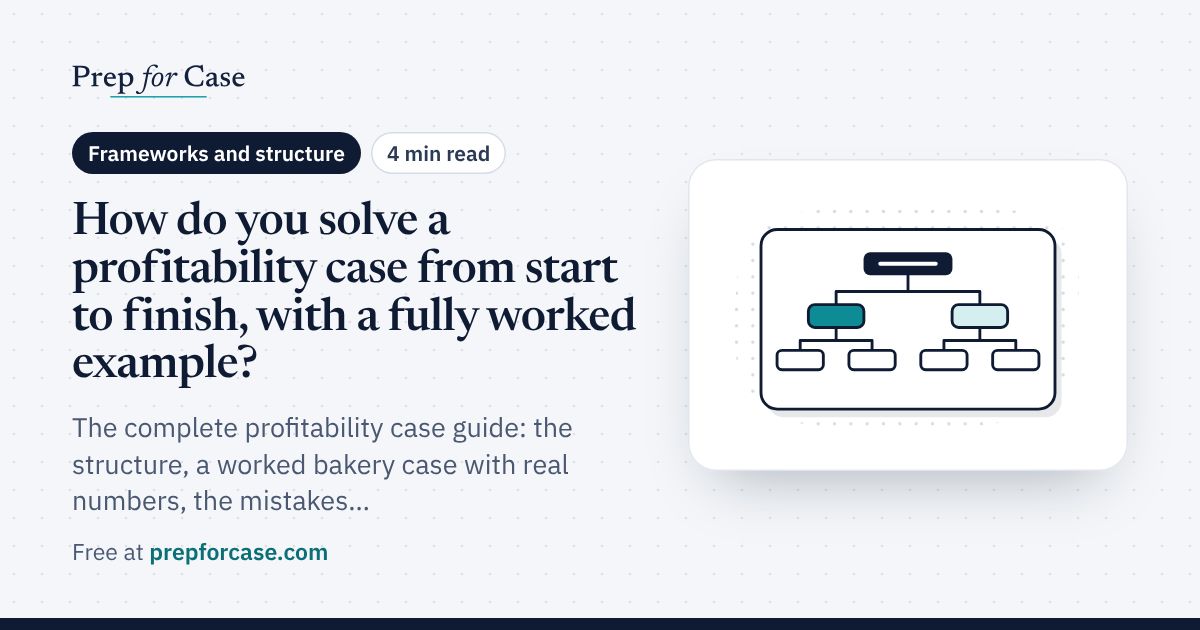 Prep for Case
Frameworks and structure
4 min read
How do you solve a
profitability case from start
to finish, with a fully worked
example?
The complete profitability case guide: the
structure, a worked bakery case with real
numbers, the mistakes...
Free at prepforcase.com